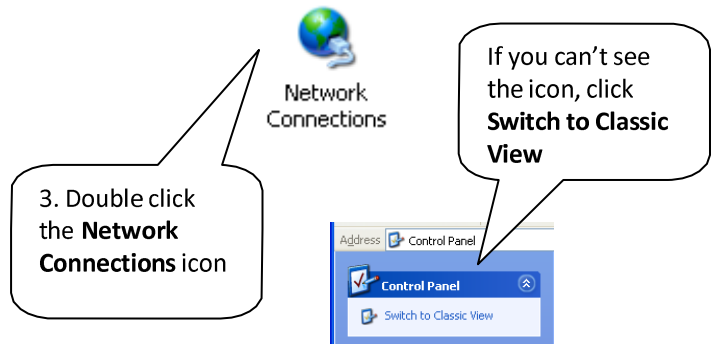 Network
Connections
If you can’t see
the icon, click
Switch to Classic
View
3. Double click
the Network
Connections icon
Address Control Panel
Control Panel
Switch to Classic View